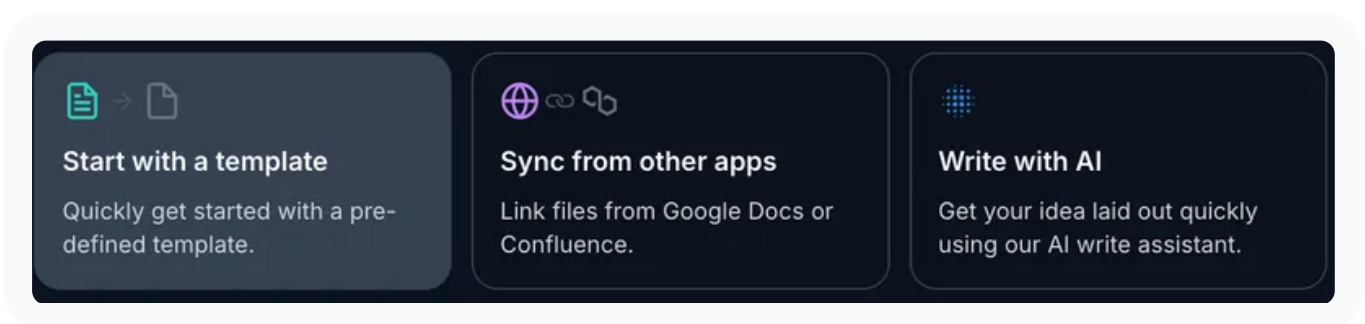 Start with a template
Quickly get started with a pre-
defined template.
Sync from other apps
Link files from Google Docs or
Confluence.
Write with AI
Get your idea laid out quickly
using our AI write assistant.